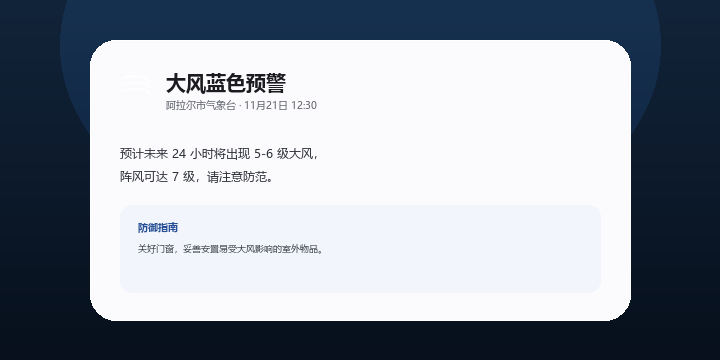 大风蓝色预警
阿拉尔市气象台 · 11月21日 12:30
预计未来 24 小时将出现 5-6 级大风，
阵风可达 7 级，请注意防范。
防御指南
关好门窗，妥善安置易受大风影响的室外物品。